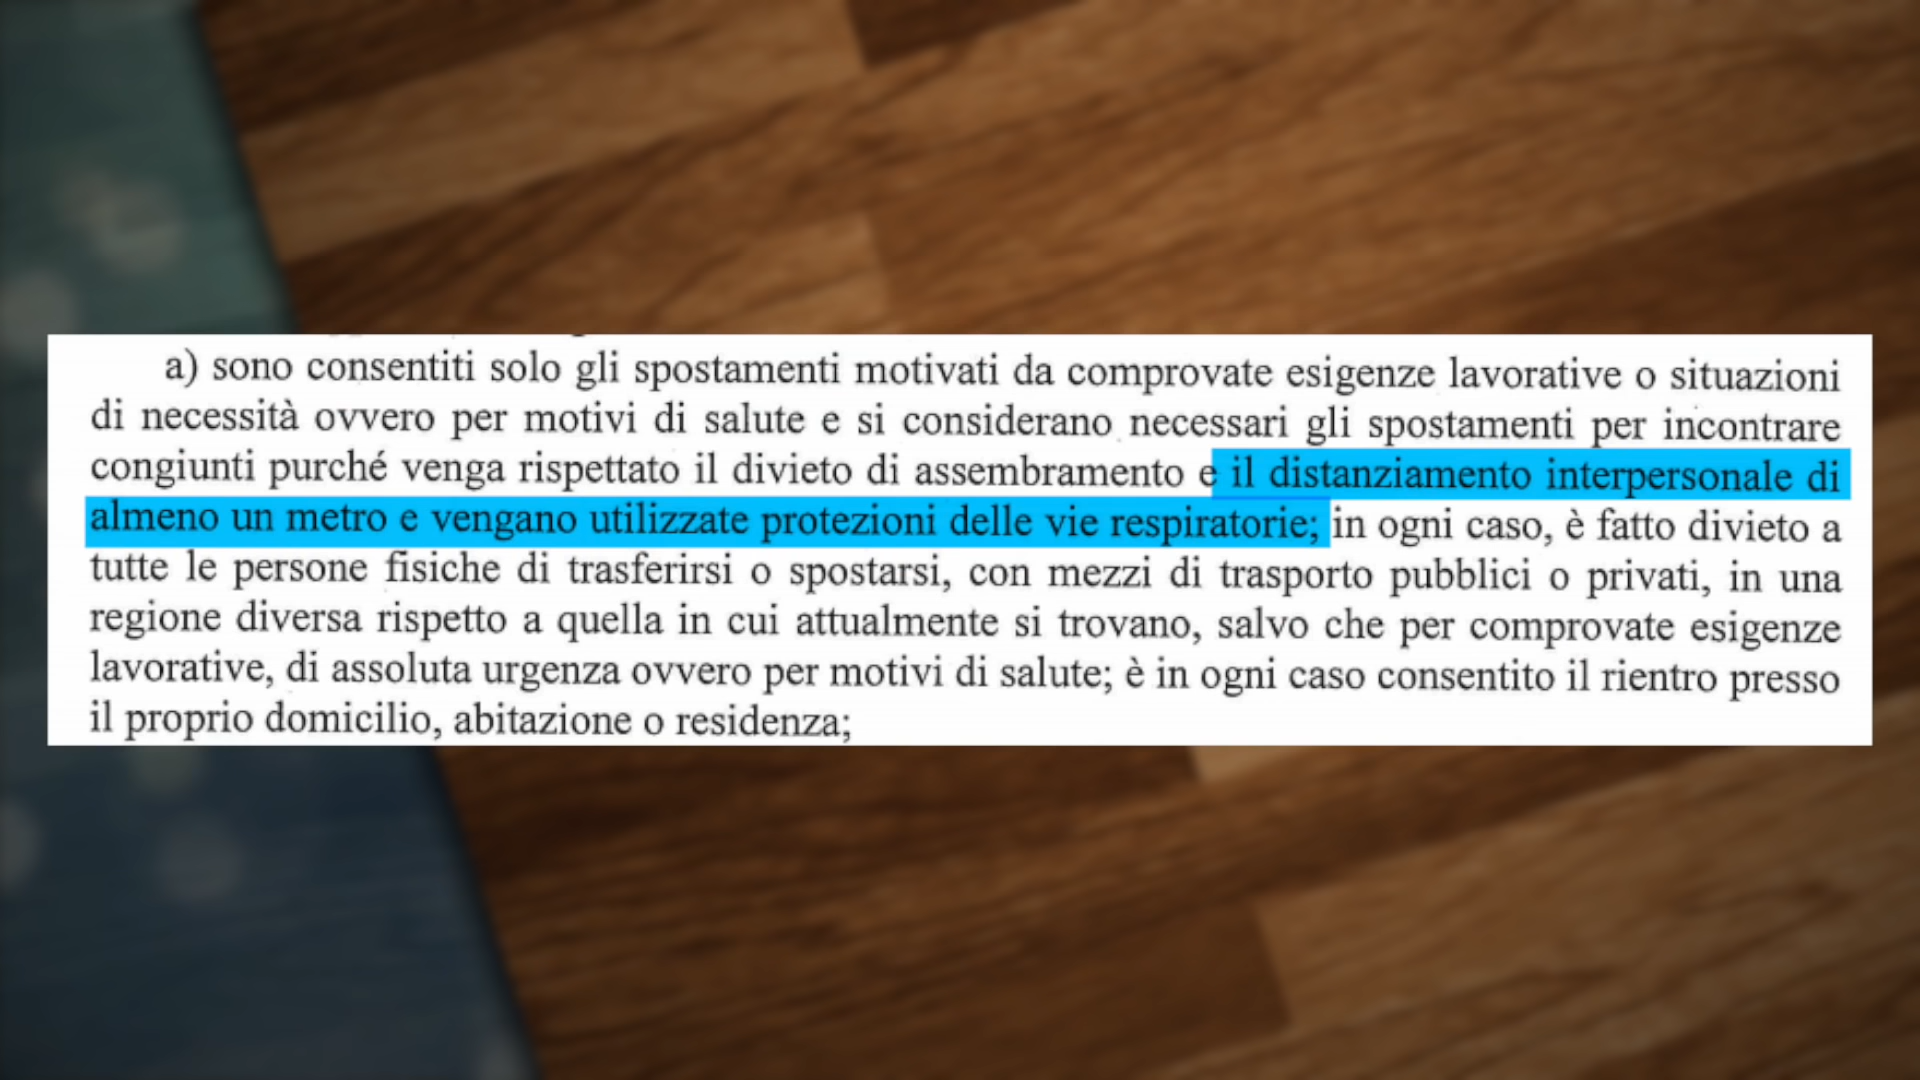 a) sono consentiti solo gli spostamenti motivati da comprovate esigenze lavorative o situazioni
di necessità ovvero per motivi di salute e si considerano necessari gli spostamenti per incontrare
congiunti purché venga rispettato il divieto di assembramento e il distanziamento interpersonale di
almeno un metro e vengano utilizzate protezioni delle vie respiratorie; in ogni caso, è fatto divieto a
tutte le persone fisiche di trasferirsi o spostarsi, con mezzi di trasporto pubblici o privati, in una
regione diversa rispetto a quella in cui attualmente si trovano, salvo che per comprovate esigenze
lavorative, di assoluta urgenza ovvero per motivi di salute; è in ogni caso consentito il rientro presso
il proprio domicilio, abitazione o residenza;